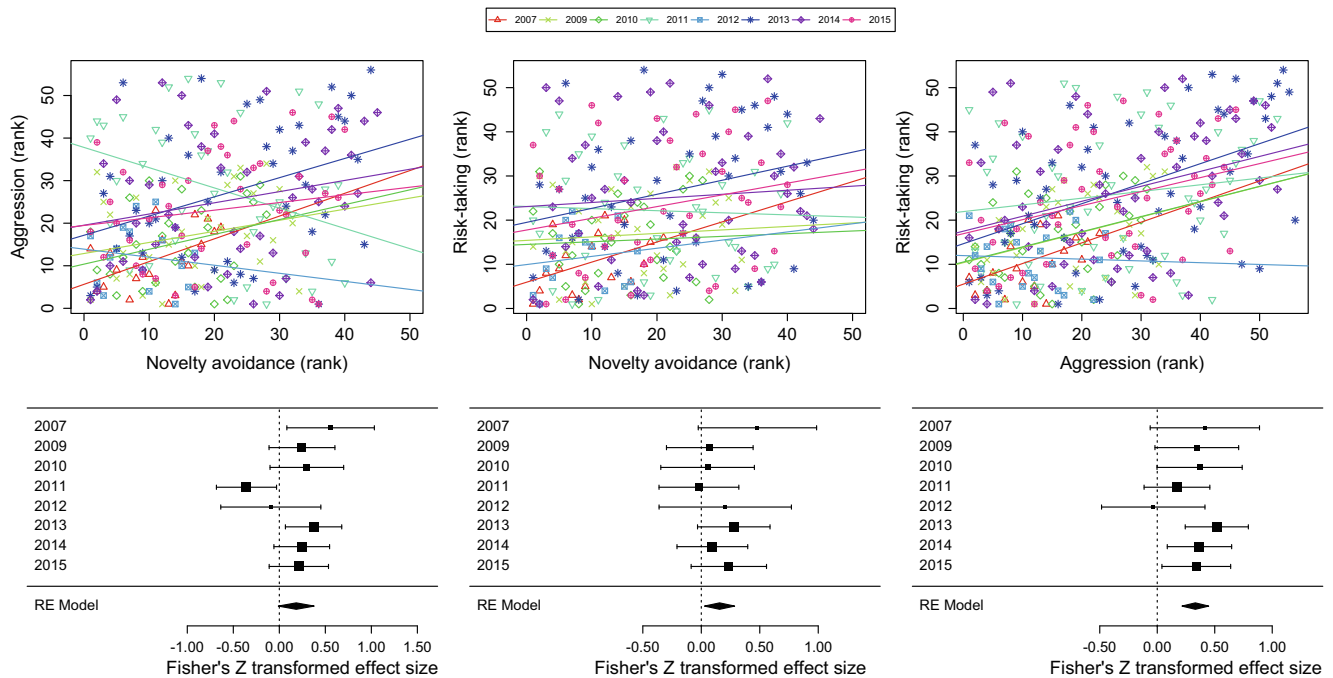 2007 2009 2010 2011 2012 2013 2014 2015
Aggression (rank)
0 10 20 30 40 50
0 10 20 30 40 50
Novelty avoidance (rank)
Risk-taking (rank)
0 10 20 30 40 50
0 10 20 30 40 50
Novelty avoidance (rank)
Risk-taking (rank)
0 10 20 30 40 50
0 10 20 30 40 50
Aggression (rank)
2007
2009
2010
2011
2012
2013
2014
2015
RE Model
-1.00 -0.50 0.00 0.50 1.00 1.50
Fisher's Z transformed effect size
2007
2009
2010
2011
2012
2013
2014
2015
RE Model
-0.50 0.00 0.50 1.00
Fisher's Z transformed effect size
2007
2009
2010
2011
2012
2013
2014
2015
RE Model
-0.50 0.00 0.50 1.00
Fisher's Z transformed effect size